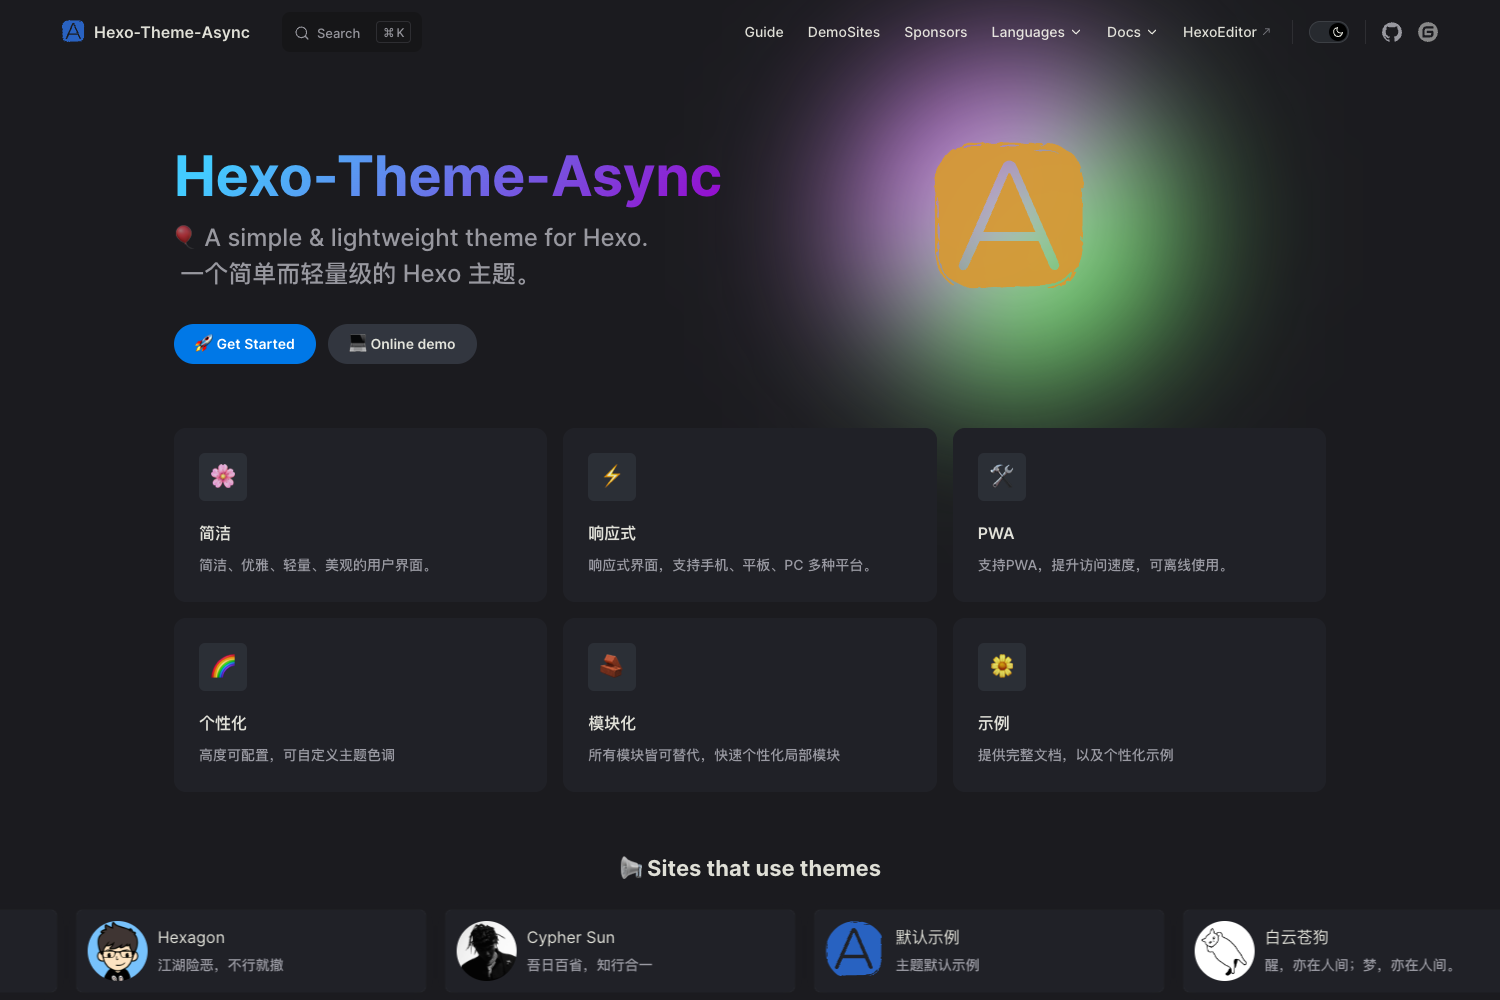 Hexo-Theme-Async
Search
⌘ K
Guide
DemoSites
Sponsors
Languages
Docs
HexoEditor
Hexo-Theme-Async
A simple & lightweight theme for Hexo.
一个简单而轻量级的 Hexo 主题。
Get Started
Online demo
简洁
简洁、优雅、轻量、美观的用户界面。
响应式
响应式界面，支持手机、平板、PC 多种平台。
PWA
支持PWA，提升访问速度，可离线使用。
个性化
高度可配置，可自定义主题色调
模块化
所有模块皆可替代，快速个性化局部模块
示例
提供完整文档，以及个性化示例
Sites that use themes
Hexagon
江湖险恶，不行就撤
Cypher Sun
吾日百省，知行合一
默认示例
主题默认示例
白云苍狗
醒，亦在人间；梦，亦在人间。